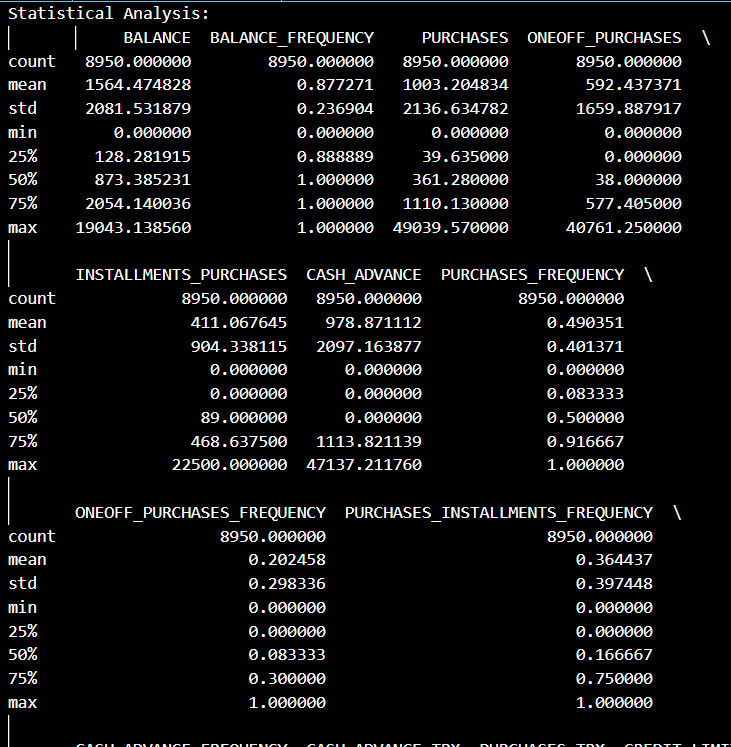 Statistical Analysis:
BALANCE BALANCE_FREQUENCY PURCHASES ONEOFF_PURCHASES \
count 8950.000000 8950.000000 8950.000000 8950.000000
mean 1564.474828 0.877271 1003.204834 592.437371
std 2081.531879 0.236904 2136.634782 1659.887917
min 0.000000 0.000000 0.000000 0.000000
25% 128.281915 0.888889 39.635000 0.000000
50% 873.385231 1.000000 361.280000 38.000000
75% 2054.140036 1.000000 1110.130000 577.405000
max 19043.138560 1.000000 49039.570000 40761.250000
INSTALLMENTS_PURCHASES CASH_ADVANCE PURCHASES_FREQUENCY \
count 8950.000000 8950.000000 8950.000000
mean 411.067645 978.871112 0.490351
std 904.338115 2097.163877 0.401371
min 0.000000 0.000000 0.000000
25% 0.000000 0.000000 0.083333
50% 89.000000 0.000000 0.500000
75% 468.637500 1113.821139 0.916667
max 22500.000000 47137.211760 1.000000
ONEOFF_PURCHASES_FREQUENCY PURCHASES_INSTALLMENTS_FREQUENCY \
count 8950.000000 8950.000000
mean 0.202458 0.364437
std 0.298336 0.397448
min 0.000000 0.000000
25% 0.000000 0.000000
50% 0.083333 0.166667
75% 0.300000 0.750000
max 1.000000 1.000000
CASH_ADVANCE_FREQUENCY CASH_ADVANCE_TRX PURCHASES_TRX CREDIT_LIMI